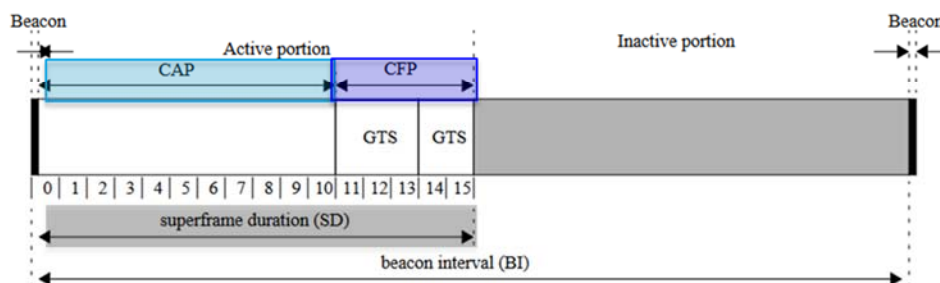 Beacon
Beacon
Active portion
Inactive portion
CAP
CFP
GTS
GTS
0 | 1 | 2 | 3 | 4 | 5 | 6 | 7 | 8 | 9 | 10 | 11 | 12 | 13 | 14 | 15
superframe duration (SD)
beacon interval (BI)